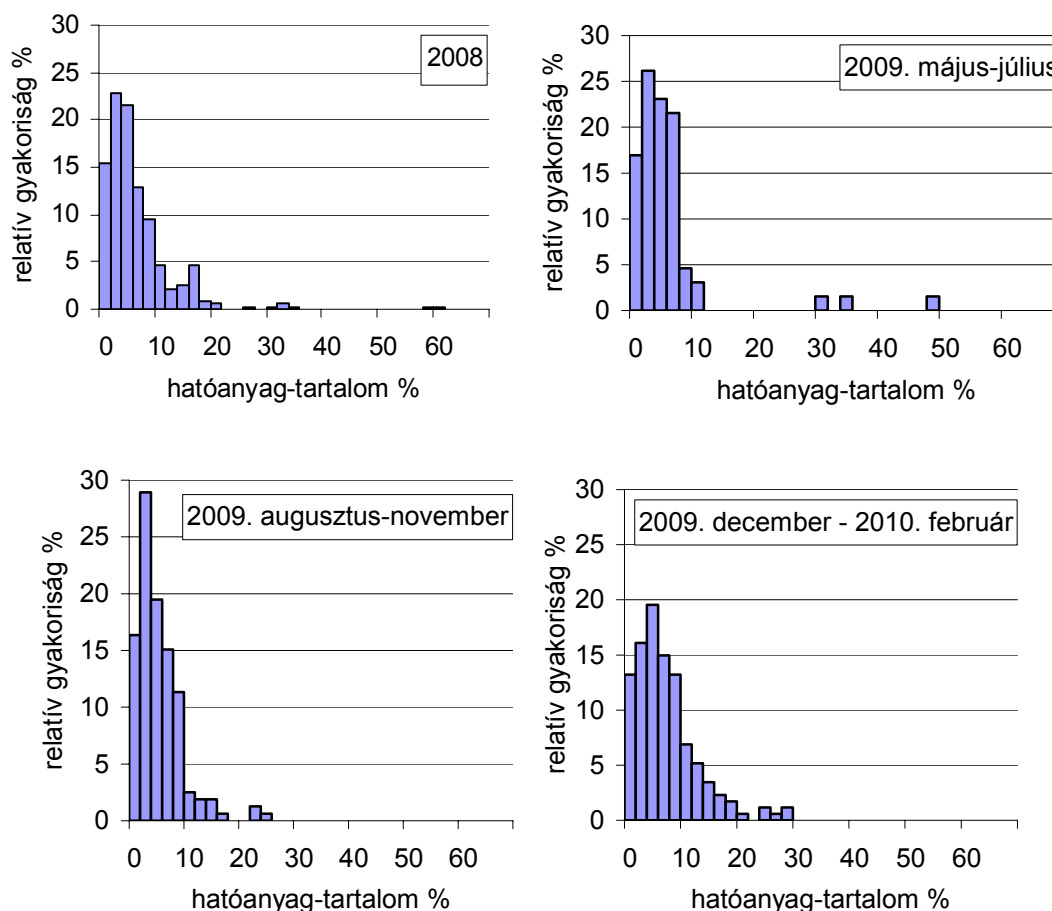 2008
relatív gyakoriság %
30
25
20
15
10
5
0
0 10 20 30 40 50 60
hatóanyag-tartalom %
2009. május-július
relatív gyakoriság %
30
25
20
15
10
5
0
0 10 20 30 40 50 60
hatóanyag-tartalom %
2009. augusztus-november
relatív gyakoriság %
30
25
20
15
10
5
0
0 10 20 30 40 50 60
hatóanyag-tartalom %
2009. december - 2010. február
relatív gyakoriság %
30
25
20
15
10
5
0
0 10 20 30 40 50 60
hatóanyag-tartalom %